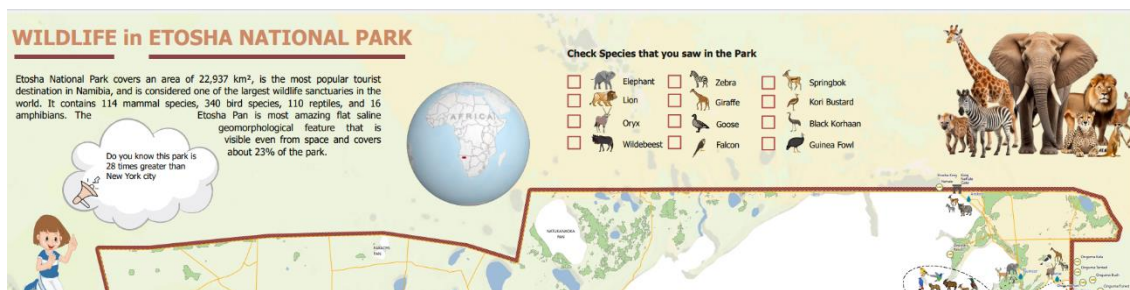 WILDLIFE in ETOSHA NATIONAL PARK
Etosha National Park covers an area of 22,937 km², is the most popular tourist
destination in Namibia, and is considered one of the largest wildlife sanctuaries in the
world. It contains 114 mammal species, 340 bird species, 110 reptiles, and 16
amphibians. The Etosha Pan is most amazing flat saline
geomorphological feature that is
visible even from space and covers
about 23% of the park.
Do you know this park is
28 times greater than
New York city
AFRICA
Check Species that you saw in the Park
Elephant
Zebra
Springbok
Lion
Giraffe
Kori Bustard
Oryx
Goose
Black Korhaan
Wildebeest
Falcon
Guinea Fowl